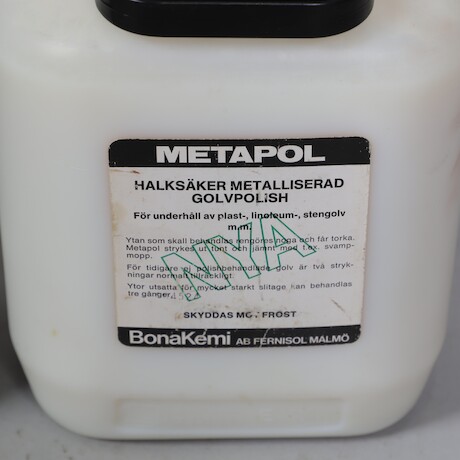 METAPOL
HALKSÄKER METALLISERAD
GOLVPOLISH
För underhåll av plast-, linoleum-, stengolv
m.m.
Ytan som skall behandlas rengöres noga och får torka.
Metapol strykes ut tunt och jämnt med t.ex. svamp-
mopp.
För tidigare ej polishbehandlade golv är två stryk-
ningar normalt tillräckligt.
Ytor utsatta för mycket starkt slitage kan behandlas
tre gånger.
NYA
SKYDDAS MOT FROST
BonaKemi AB FERNISOL MALMÖ